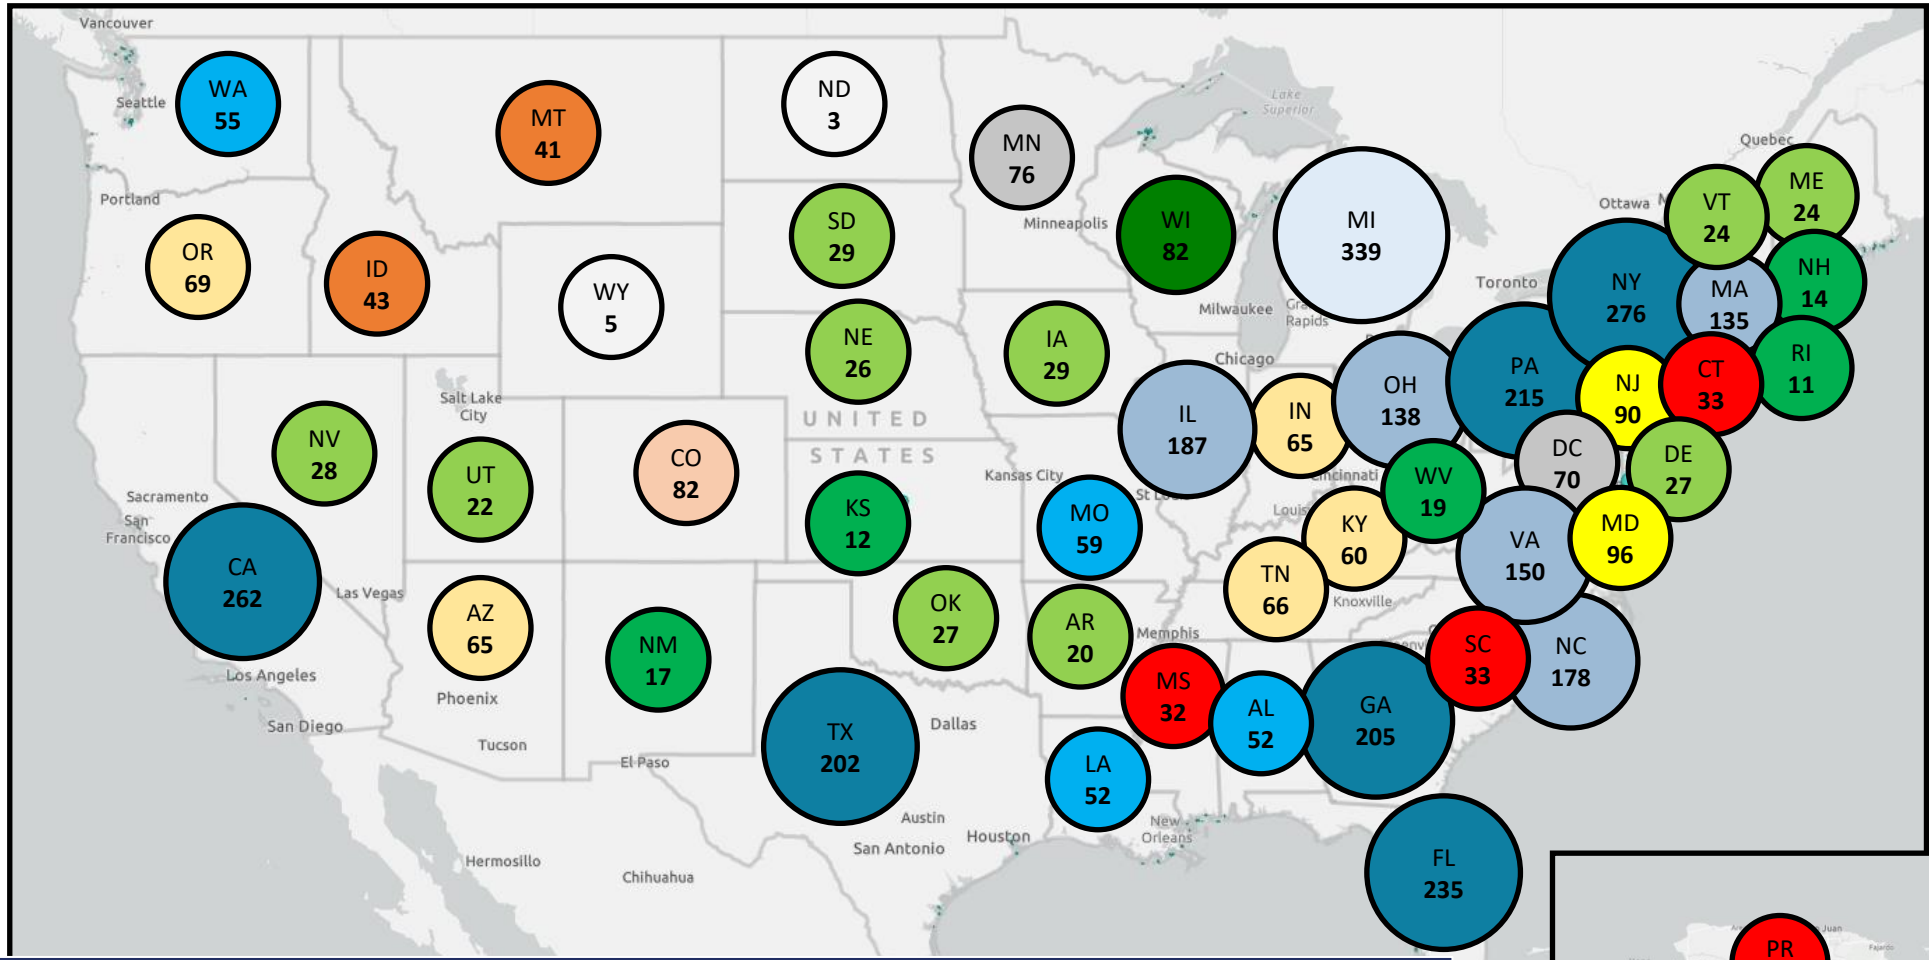 Vancouver
WA
55
Seattle
MT
41
ND
3
MN
76
Lake
Superior
Quebec
Portland
OR
69
ID
43
WY
5
SD
29
Minneapolis
WI
82
MI
339
Ottawa
VT
24
ME
24
NH
14
NY
276
MA
135
Toronto
Milwaukee
Rapids
NE
26
IA
29
Chicago
OH
138
PA
215
NJ
90
CT
33
RI
11
Salt Lake
City
NV
28
UT
22
CO
82
UNITED
STATES
IL
187
IN
65
DC
70
DE
27
Sacramento
San
Francisco
KS
12
Kansas City
MO
59
WV
19
KY
60
VA
150
MD
96
CA
262
Las Vegas
AZ
65
NM
17
OK
27
AR
20
Memphis
TN
66
Knoxville
SC
33
NC
178
Los Angeles
San Diego
Phoenix
Tucson
El Paso
TX
202
Dallas
MS
32
AL
52
GA
205
LA
52
Austin
San Antonio
Houston
New
Orleans
Hermosillo
Chihuahua
FL
235
PR